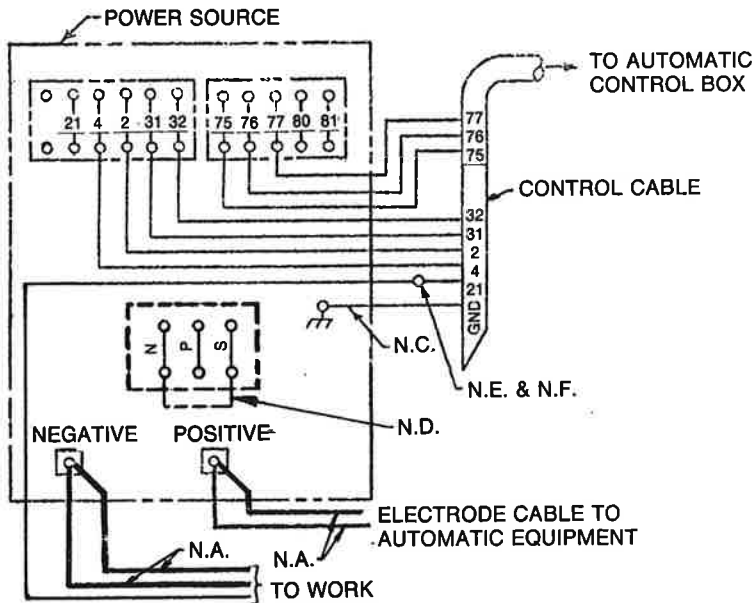 POWER SOURCE
TO AUTOMATIC
CONTROL BOX
21 4 2 31 32 75 76 77 80 81
77
76
75
CONTROL CABLE
32
31
2
4
21
GND
N.C.
N.E. & N.F.
N P S
N.D.
NEGATIVE POSITIVE
ELECTRODE CABLE TO
AUTOMATIC EQUIPMENT
N.A. N.A.
TO WORK